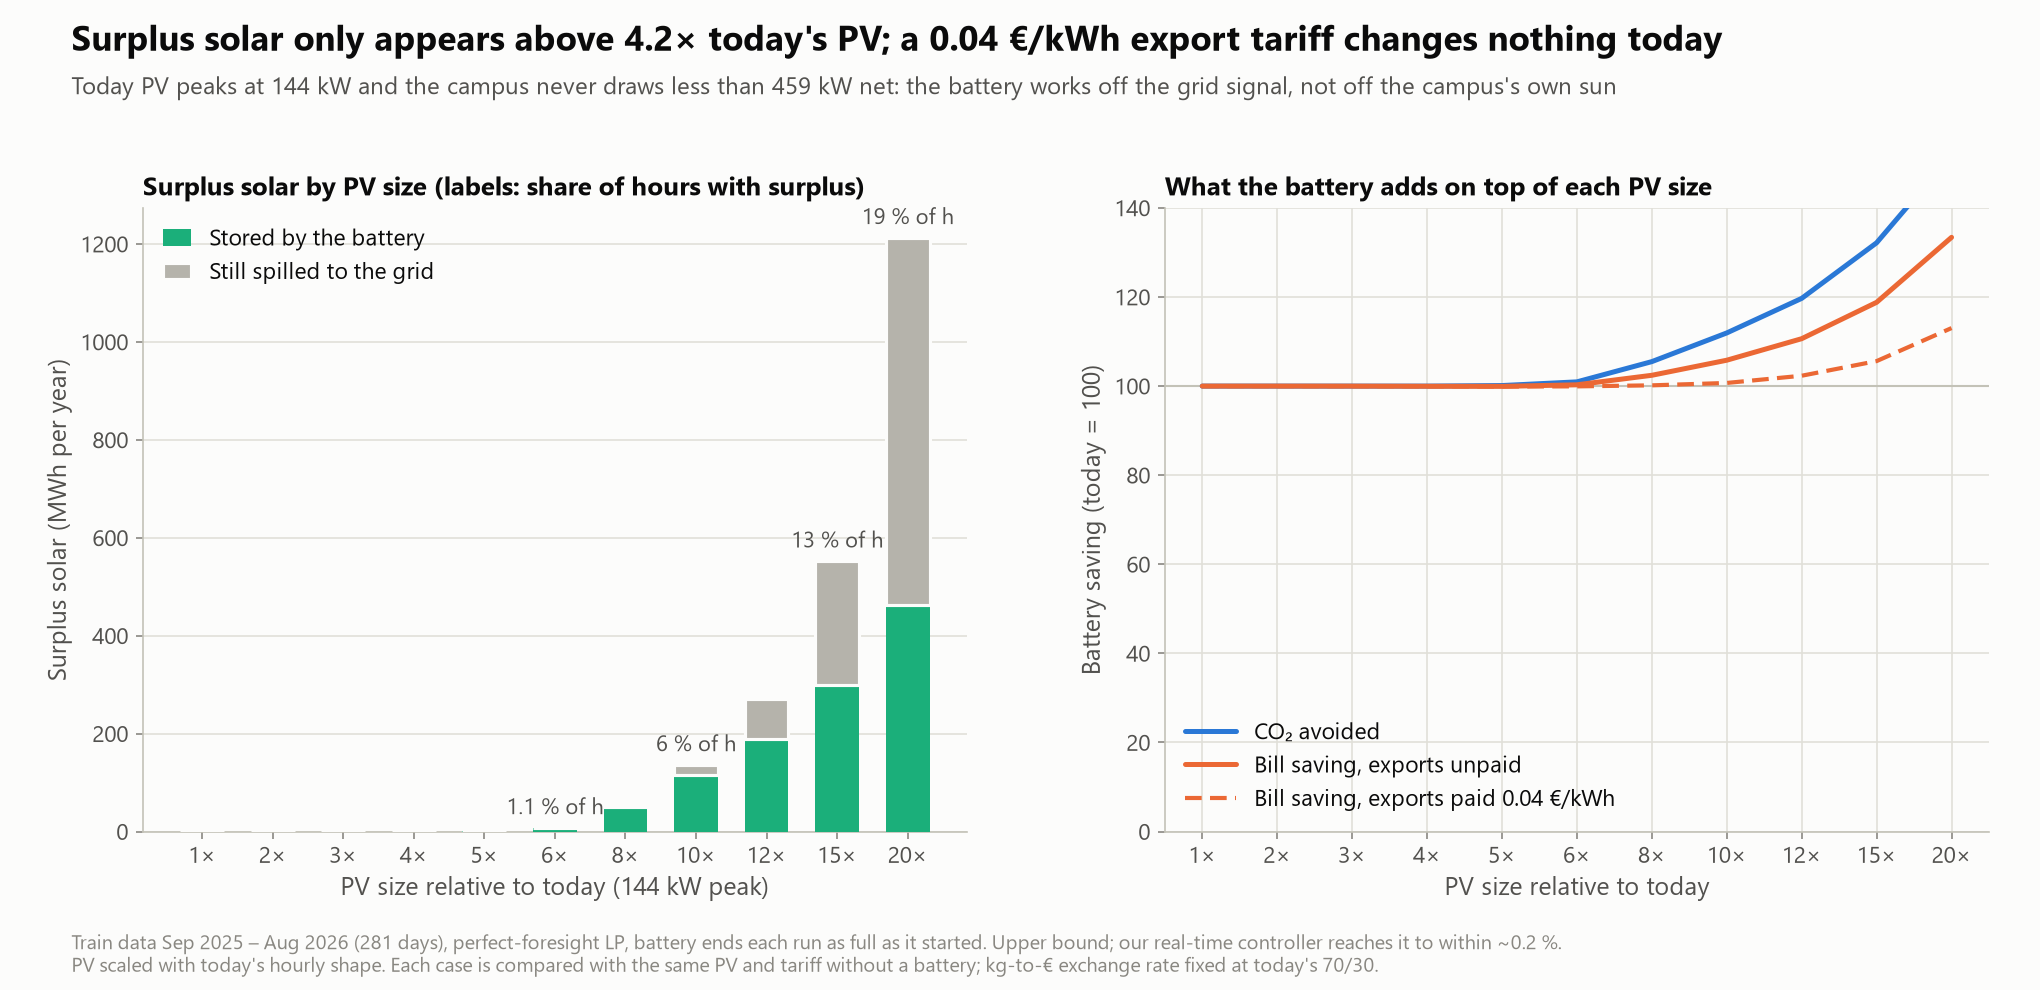 Surplus solar only appears above 4.2× today's PV; a 0.04 €/kWh export tariff changes nothing today
Today PV peaks at 144 kW and the campus never draws less than 459 kW net: the battery works off the grid signal, not off the campus's own sun
Surplus solar by PV size (labels: share of hours with surplus)
Surplus solar (MWh per year)
1200
1000
800
600
400
200
0
Stored by the battery
Still spilled to the grid
1.1 % of h
6 % of h
13 % of h
19 % of h
1× 2× 3× 4× 5× 6× 8× 10× 12× 15× 20×
PV size relative to today (144 kW peak)
What the battery adds on top of each PV size
Battery saving (today = 100)
140
120
100
80
60
40
20
0
CO₂ avoided
Bill saving, exports unpaid
Bill saving, exports paid 0.04 €/kWh
1× 2× 3× 4× 5× 6× 8× 10× 12× 15× 20×
PV size relative to today
Train data Sep 2025 – Aug 2026 (281 days), perfect-foresight LP, battery ends each run as full as it started. Upper bound; our real-time controller reaches it to within ~0.2 %.
PV scaled with today's hourly shape. Each case is compared with the same PV and tariff without a battery; kg-to-€ exchange rate fixed at today's 70/30.